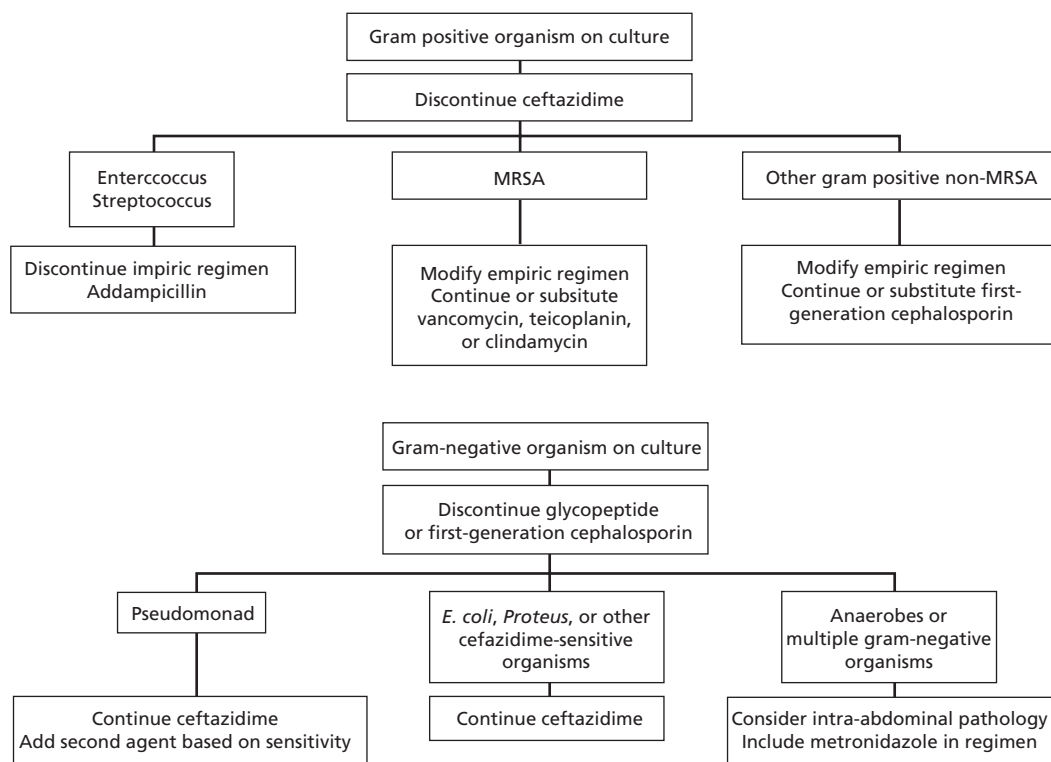 Gram positive organism on culture
Discontinue ceftazidime
Enterccoccus
Streptococcus
MRSA
Other gram positive non-MRSA
Discontinue impiric regimen
Addampicillin
Modify empiric regimen
Continue or subsitute
vancomycin, teicoplanin,
or clindamycin
Modify empiric regimen
Continue or substitute first-
generation cephalosporin
Gram-negative organism on culture
Discontinue glycopeptide
or first-generation cephalosporin
Pseudomonad
E. coli, Proteus, or other
cefazidime-sensitive
organisms
Anaerobes or
multiple gram-negative
organisms
Continue ceftazidime
Add second agent based on sensitivity
Continue ceftazidime
Consider intra-abdominal pathology
Include metronidazole in regimen